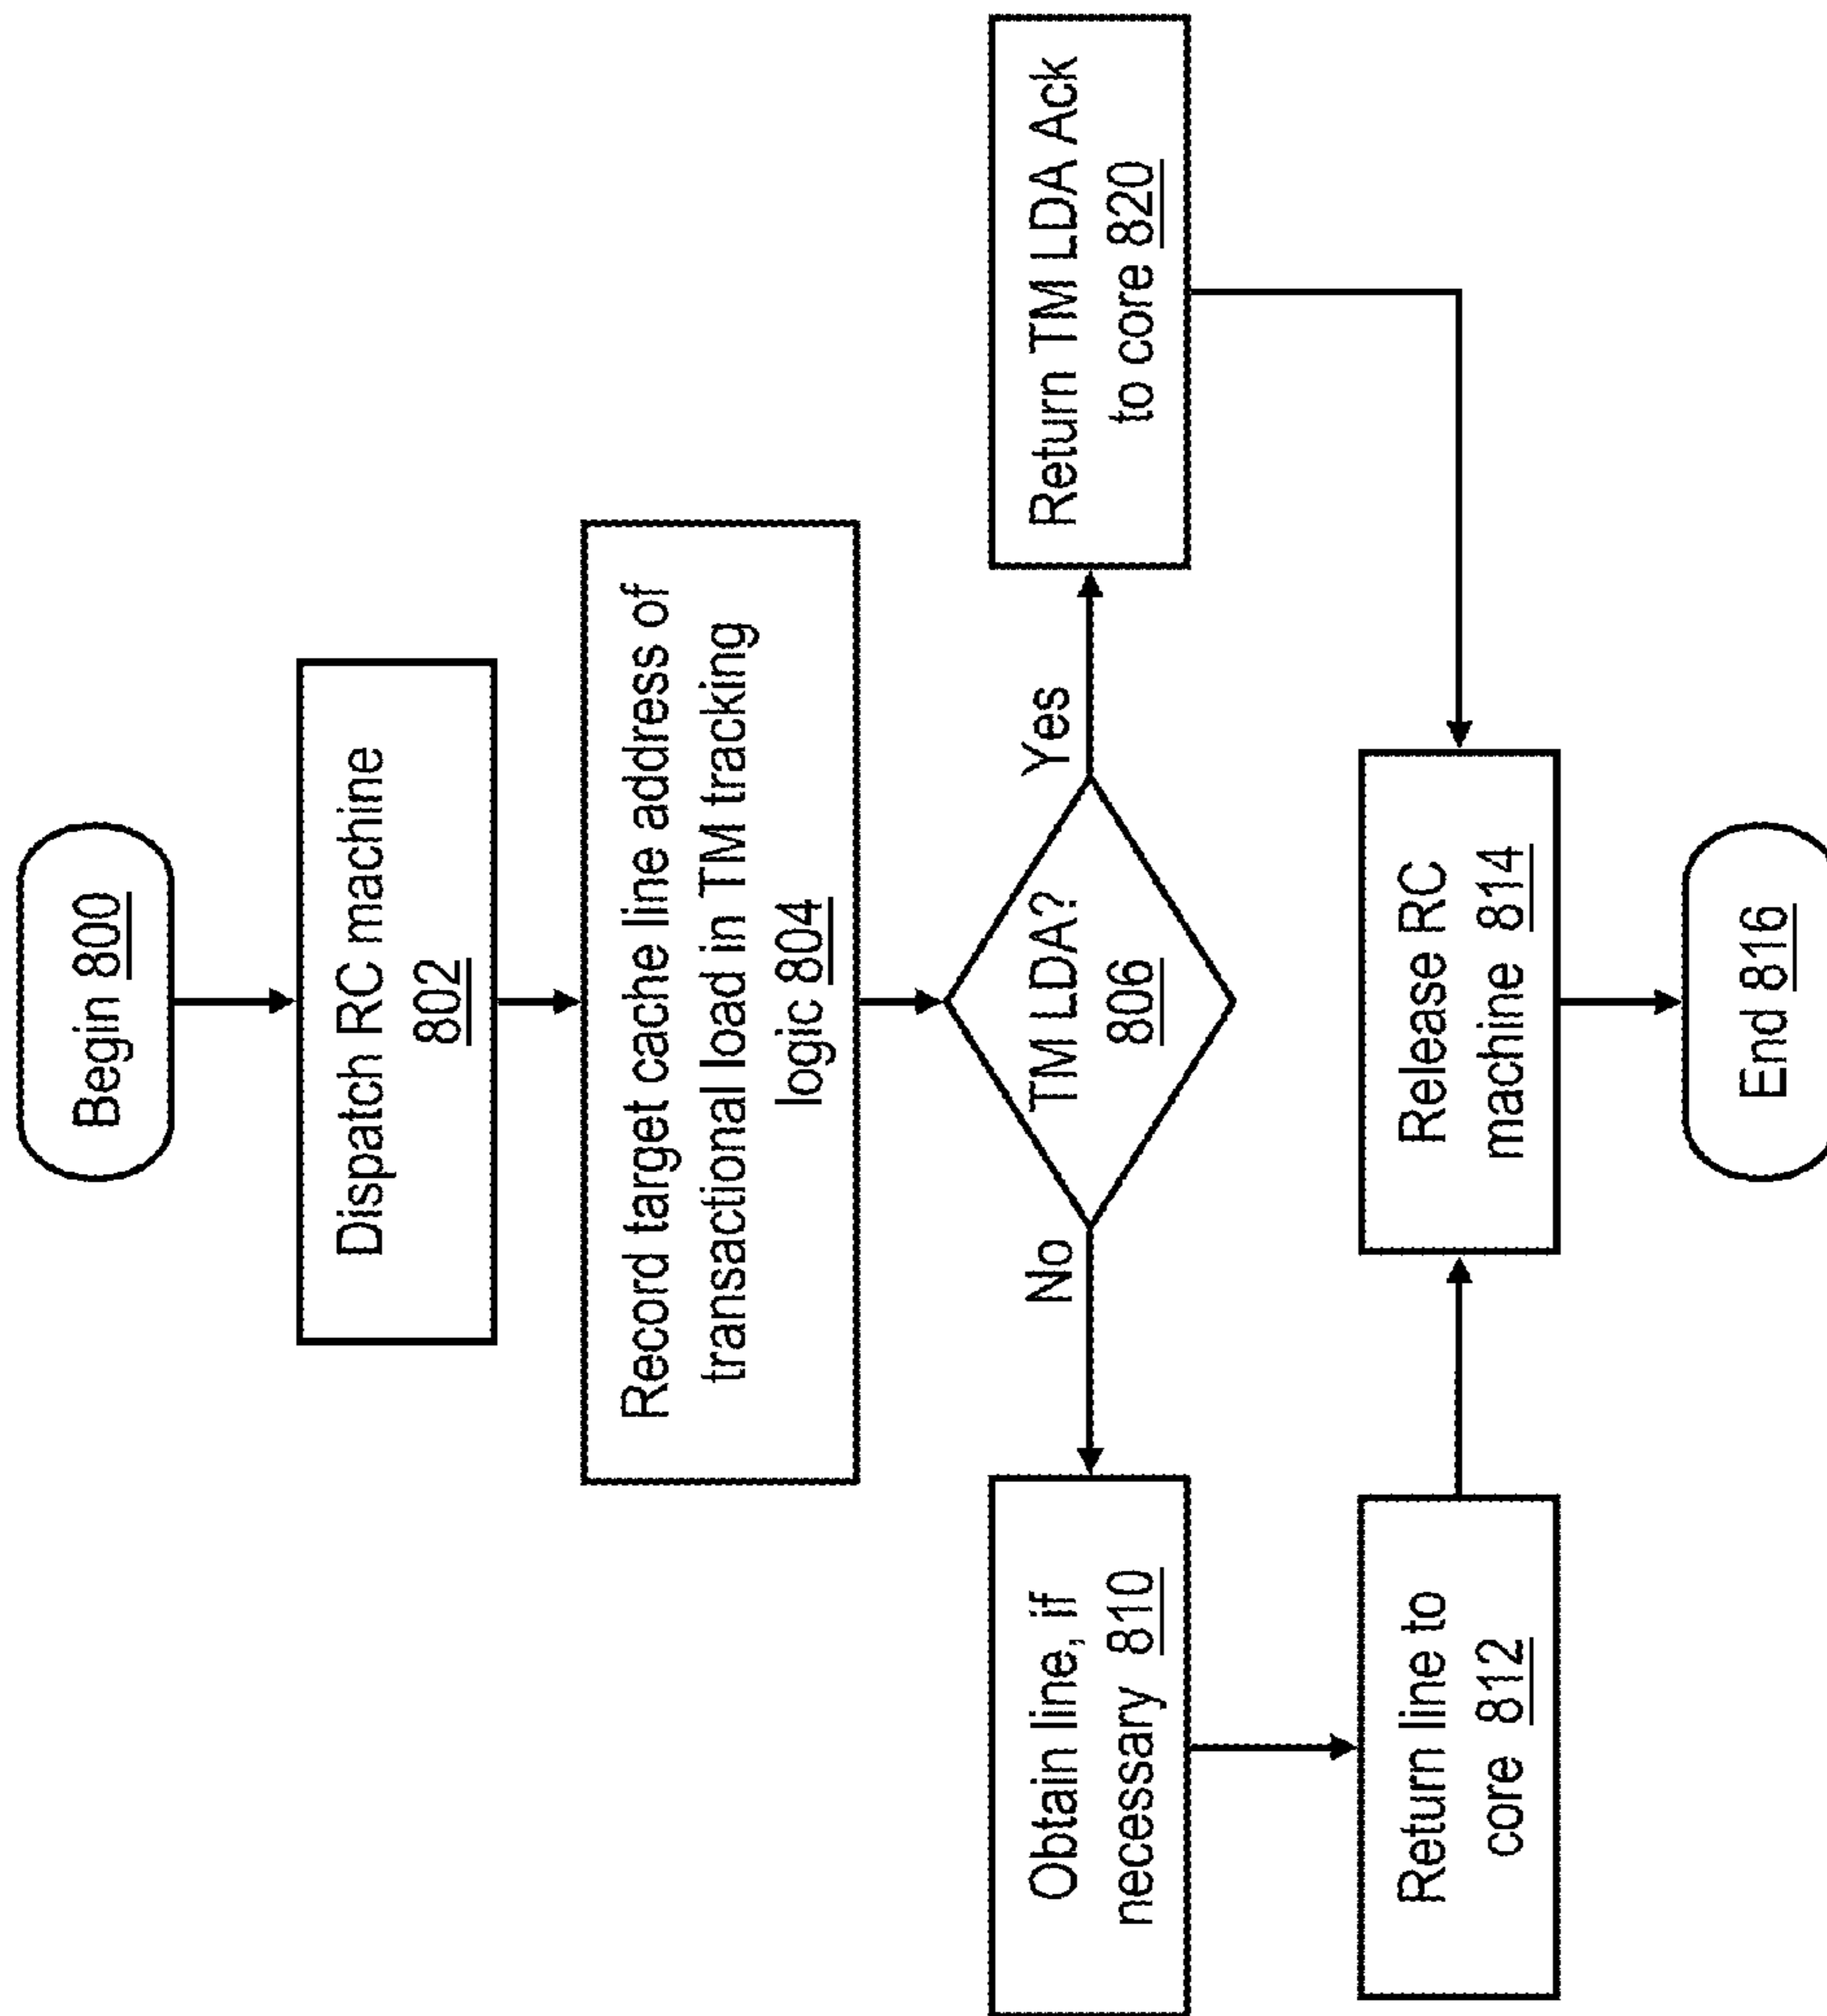 Begin 800
Dispatch RC machine
802
Record target cache line address of
transactional load in TM tracking
logic 804
TM LDA?
806
No
Yes
Obtain line, if
necessary 810
Return TM LDA Ack
to core 820
Return line to
core 812
Release RC
machine 814
End 816